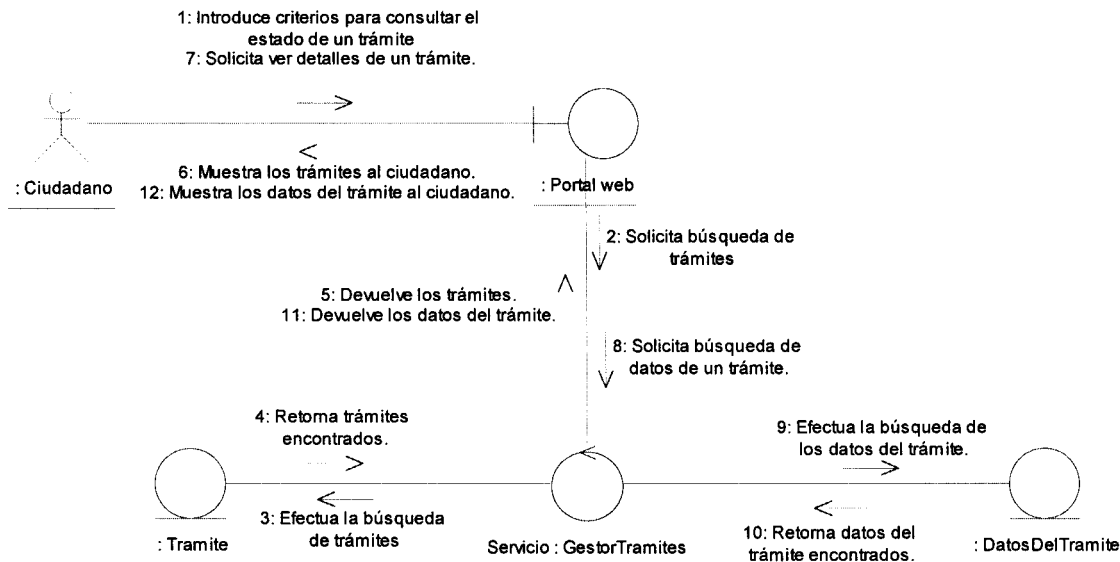 1: Introduce criterios para consultar el
estado de un trámite
7: Solicita ver detalles de un trámite.
6: Muestra los trámites al ciudadano.
12: Muestra los datos del trámite al ciudadano.
: Ciudadano
: Portal web
2: Solicita búsqueda de
trámites
5: Devuelve los trámites.
11: Devuelve los datos del trámite.
8: Solicita búsqueda de
datos de un trámite.
4: Retorna trámites
encontrados.
9: Efectua la búsqueda de
los datos del trámite.
3: Efectua la búsqueda
de trámites
10: Retorna datos del
trámite encontrados.
: Tramite
Servicio : GestorTramites
: DatosDelTramite